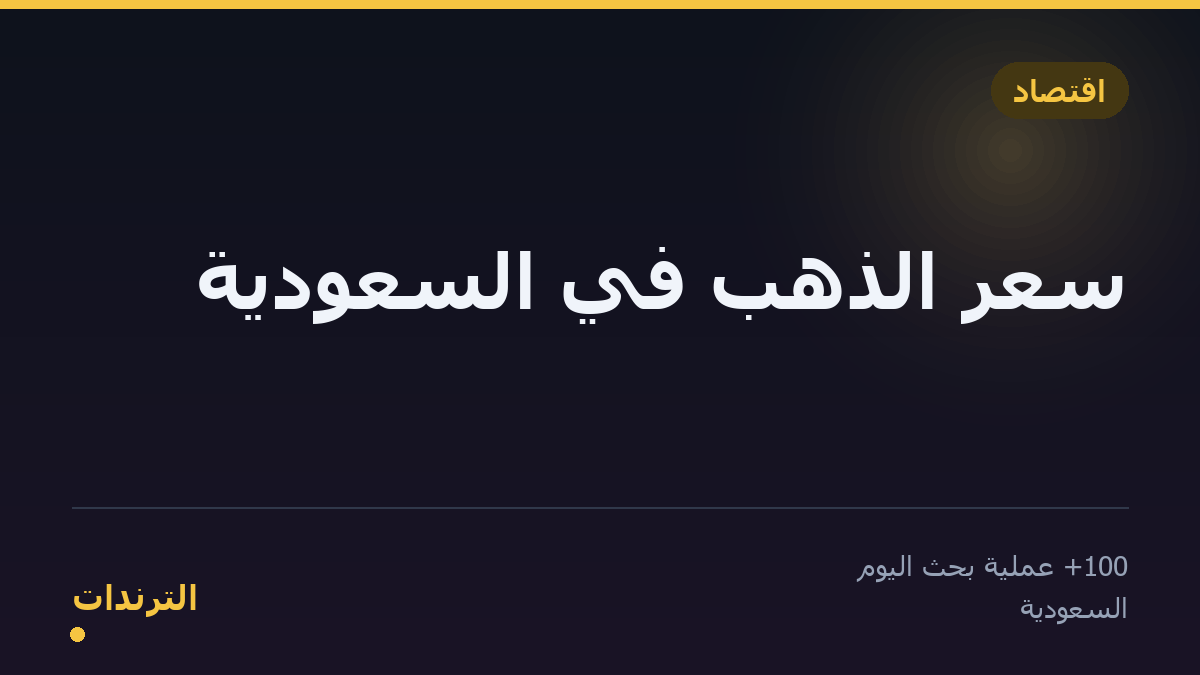 اقتصاد
سعر الذهب في السعودية
100+ عملية بحث اليوم
السعودية
الترندات